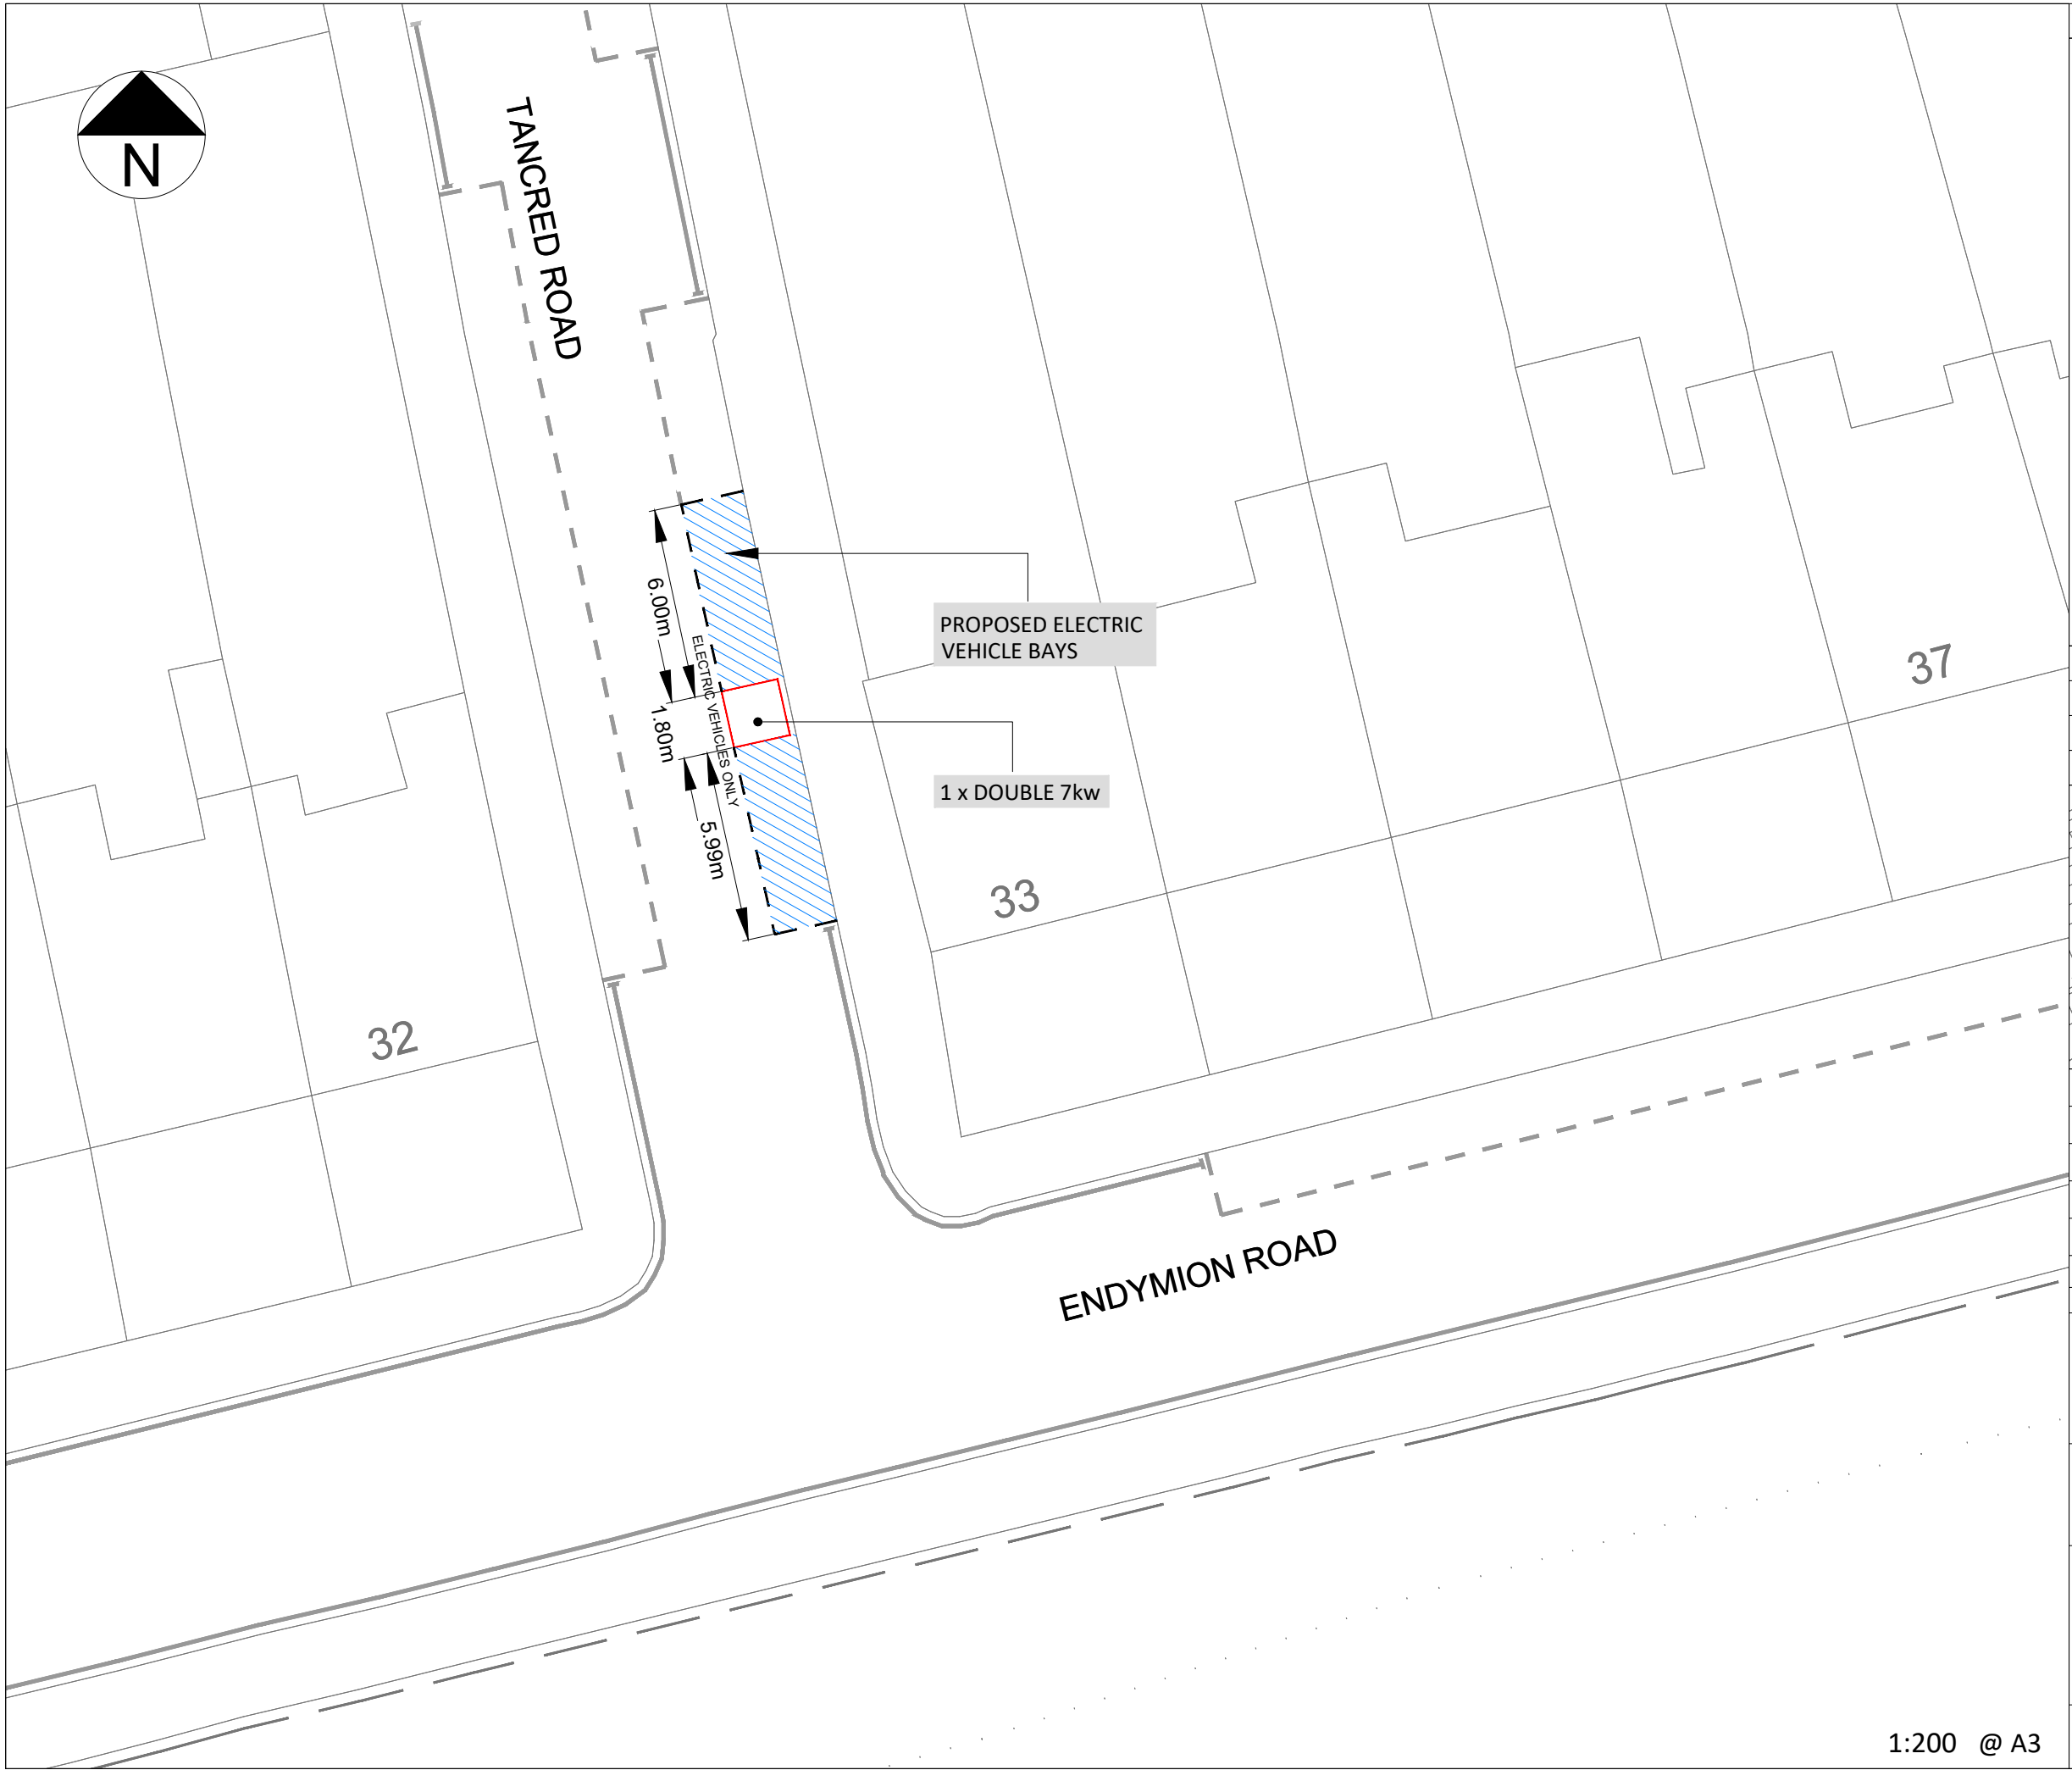 N
TANCRED ROAD
6.00m
ELECTRIC VEHICLES ONLY
1.80m
5.99m
PROPOSED ELECTRIC
VEHICLE BAYS
1 x DOUBLE 7kw
37
33
32
ENDYMION ROAD
1:200 @ A3